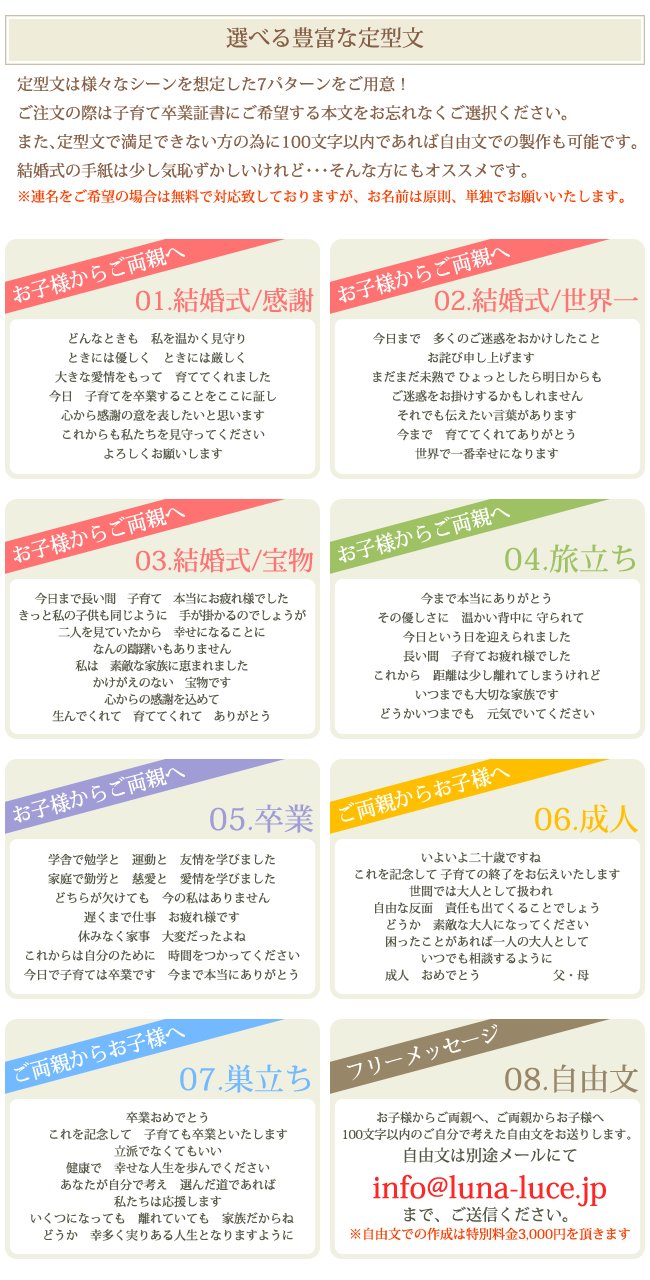 選べる豊富な定型文
定型文は様々なシーンを想定した7パターンをご用意！
ご注文の際は子育て卒業証書にご希望する本文をお忘れなくご選択ください。
また、定型文で満足できない方の為に100文字以内であれば自由文での製作も可能です。
結婚式の手紙は少し気恥ずかしいけれど･･･そんな方にもオススメです。
※連名をご希望の場合は無料で対応致しておりますが、お名前は原則、単独でお願いいたします。
お子様からご両親へ
01.結婚式/感謝
どんなときも　私を温かく見守り
ときには優しく　ときには厳しく
大きな愛情をもって　育ててくれました
今日　子育てを卒業することをここに証し
心から感謝の意を表したいと思います
これからも私たちを見守ってください
よろしくお願いします
お子様からご両親へ
02.結婚式/世界一
今日まで　多くのご迷惑をおかけしたこと
お詫び申し上げます
まだまだ未熟で ひょっとしたら明日からも
ご迷惑をお掛けするかもしれません
それでも伝えたい言葉があります
今まで　育ててくれてありがとう
世界で一番幸せになります
お子様からご両親へ
03.結婚式/宝物
今日まで長い間　子育て　本当にお疲れ様でした
きっと私の子供も同じように　手が掛かるのでしょうが
二人を見ていたから　幸せになることに
なんの躊躇いもありません
私は　素敵な家族に恵まれました
かけがえのない　宝物です
心からの感謝を込めて
生んでくれて　育ててくれて　ありがとう
お子様からご両親へ
04.旅立ち
今まで本当にありがとう
その優しさに　温かい背中に 守られて
今日という日を迎えられました
長い間　子育てお疲れ様でした
これから　距離は少し離れてしまうけれど
いつまでも大切な家族です
どうかいつまでも　元気でいてください
お子様からご両親へ
05.卒業
学舎で勉学と　運動と　友情を学びました
家庭で勤労と　慈愛と　愛情を学びました
どちらが欠けても　今の私はありません
遅くまで仕事　お疲れ様です
休みなく家事　大変だったよね
これからは自分のために　時間をつかってください
今日で子育ては卒業です　今まで本当にありがとう
ご両親からお子様へ
06.成人
いよいよ二十歳ですね
これを記念して 子育ての終了をお伝えいたします
世間では大人として扱われ
自由な反面　責任も出てくることでしょう
どうか　素敵な大人になってください
困ったことがあれば一人の大人として
いつでも相談するように
成人　おめでとう　　　　　　父・母
ご両親からお子様へ
07.巣立ち
卒業おめでとう
これを記念して　子育ても卒業といたします
立派でなくてもいい
健康で　幸せな人生を歩んでください
あなたが自分で考え　選んだ道であれば
私たちは応援します
いくつになっても　離れていても　家族だからね
どうか　幸多く実りある人生となりますように
フリーメッセージ
08.自由文
お子様からご両親へ、ご両親からお子様へ
100文字以内のご自分で考えた自由文をお送りします。
自由文は別途メールにて
info@luna-luce.jp
まで、ご送信ください。
※自由文での作成は特別料金3,000円を頂きます